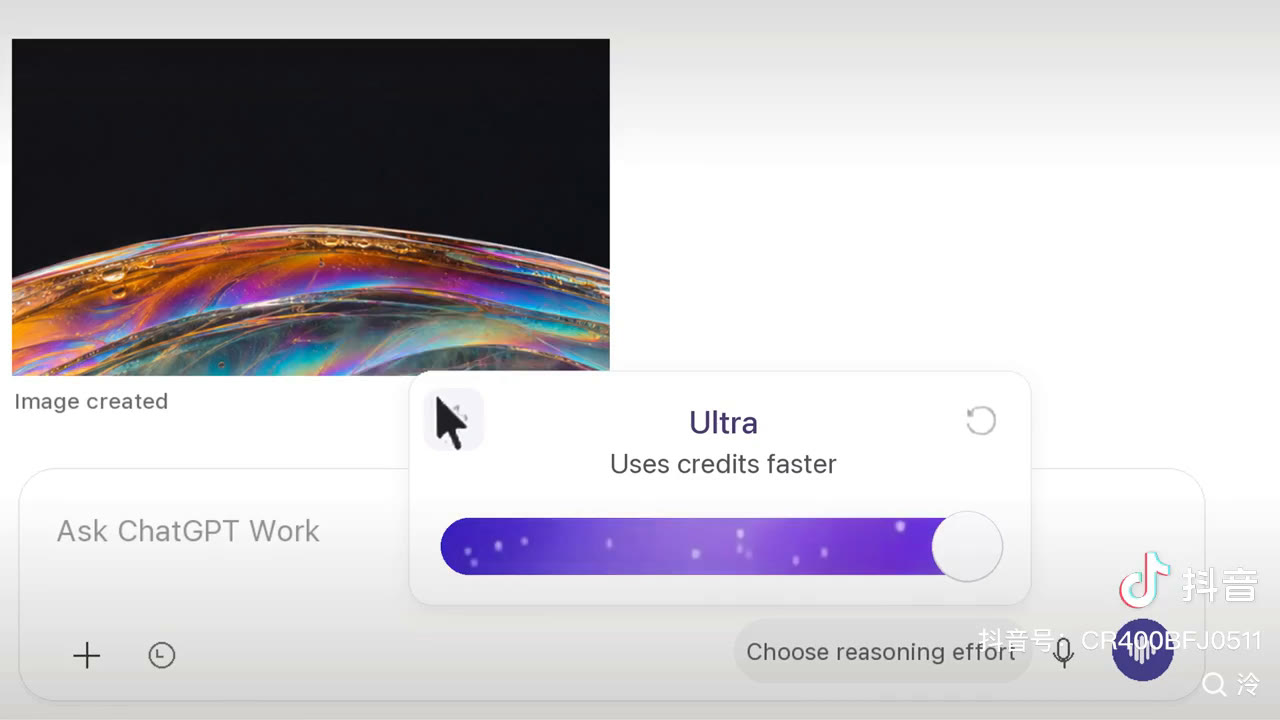 Image created
Ultra
Uses credits faster
Ask ChatGPT Work
Choose reasoning effort
抖音
抖音号：CR400BFJ0511
泠